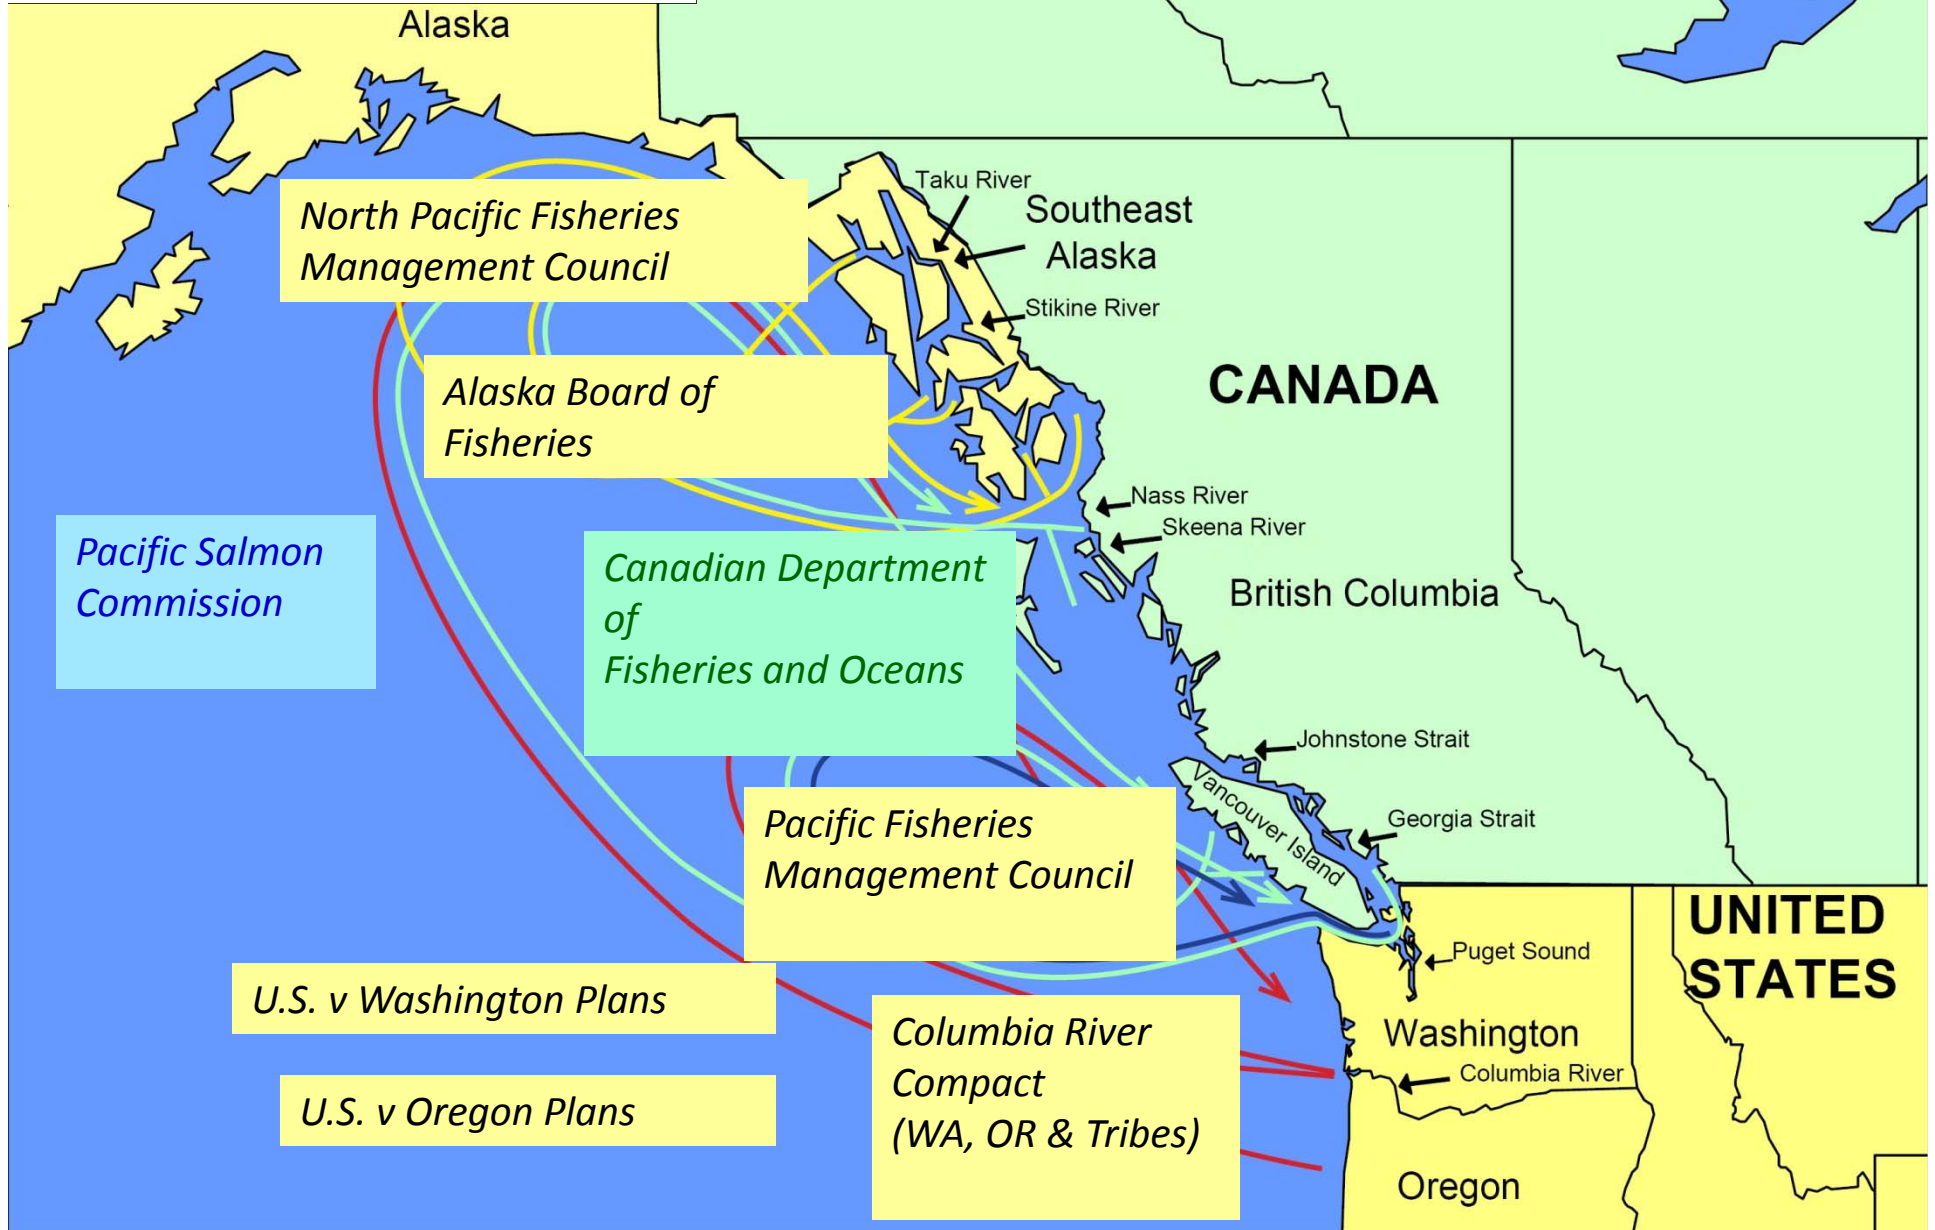 Alaska
Taku River
Southeast
Alaska
North Pacific Fisheries
Management Council
Stikine River
Alaska Board of
Fisheries
CANADA
Nass River
Skeena River
Pacific Salmon
Commission
Canadian Department
of
Fisheries and Oceans
British Columbia
Johnstone Strait
Vancouver Island
Georgia Strait
Pacific Fisheries
Management Council
UNITED
STATES
Puget Sound
U.S. v Washington Plans
Washington
Columbia River
Columbia River
Compact
(WA, OR & Tribes)
U.S. v Oregon Plans
Oregon